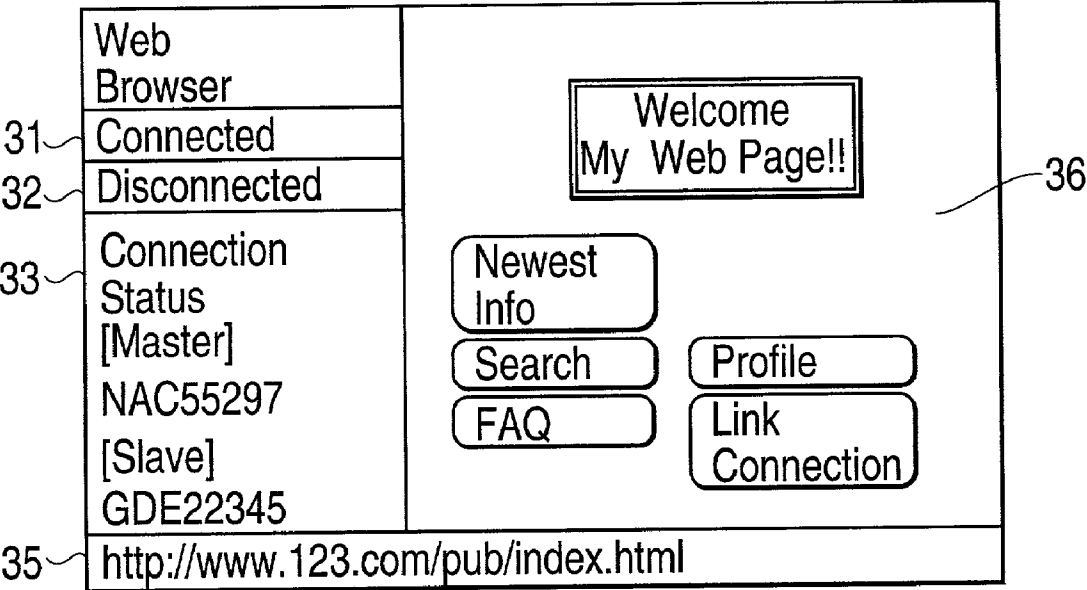 Web
Browser
31
Connected
32
Disconnected
33
Connection
Status
[Master]
NAC55297
[Slave]
GDE22345
Welcome
My Web Page!!
36
Newest
Info
Search
FAQ
Profile
Link
Connection
35
http://www.123.com/pub/index.html